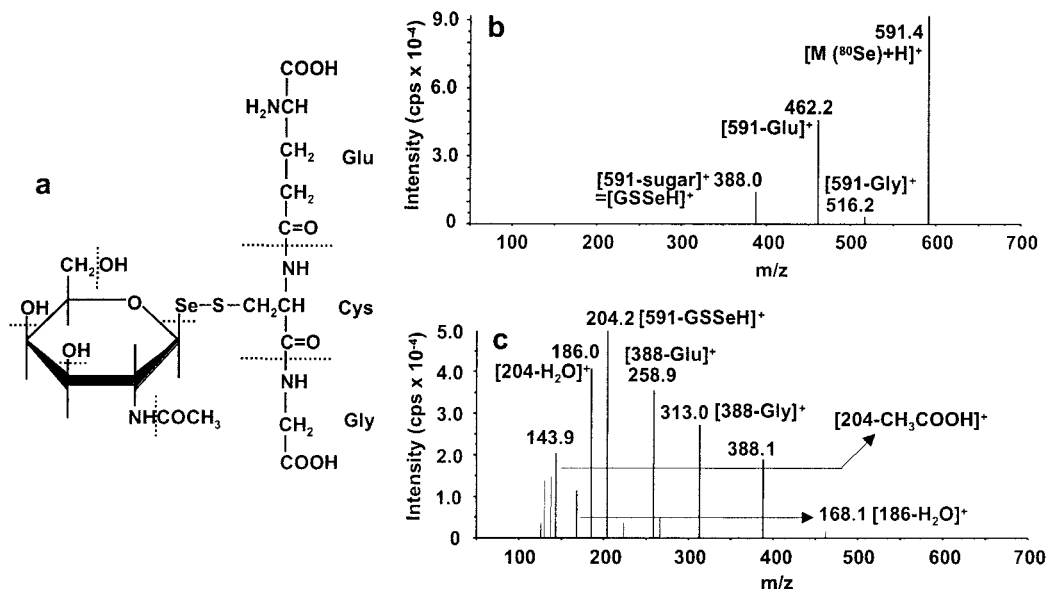 a
COOH
H₂NCH
CH₂
Glu
CH₂
C=O
NH
CH₂OH
O
Se–S–CH₂CH
Cys
OH
OH
C=O
NH
NHCOCH₃
CH₂
Gly
COOH
b
Intensity (cps x 10⁻⁴)
9.0
6.0
3.0
0
591.4
[M (⁸⁰Se)+H]⁺
462.2
[591-Glu]⁺
[591-sugar]⁺ 388.0
=[GSSeH]⁺
[591-Gly]⁺
516.2
100 200 300 400 500 600 700
m/z
c
Intensity (cps x 10⁻⁴)
5.0
4.0
3.0
2.0
1.0
0
204.2 [591-GSSeH]⁺
186.0
[204-H₂O]⁺
[388-Glu]⁺
258.9
313.0 [388-Gly]⁺
[204-CH₃COOH]⁺
143.9
388.1
168.1 [186-H₂O]⁺
100 200 300 400 500 600 700
m/z